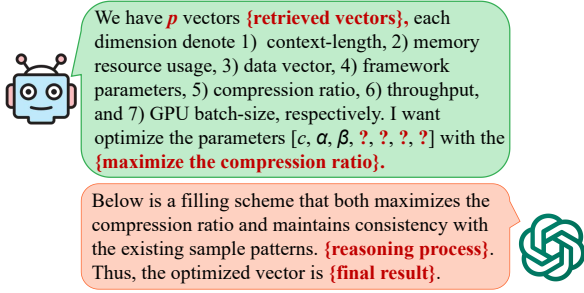 We have p vectors {retrieved vectors}, each
dimension denote 1) context-length, 2) memory
resource usage, 3) data vector, 4) framework
parameters, 5) compression ratio, 6) throughput,
and 7) GPU batch-size, respectively. I want
optimize the parameters [c, α, β, ?, ?, ?, ?] with the
{maximize the compression ratio}.
Below is a filling scheme that both maximizes the
compression ratio and maintains consistency with
the existing sample patterns. {reasoning process}.
Thus, the optimized vector is {final result}.